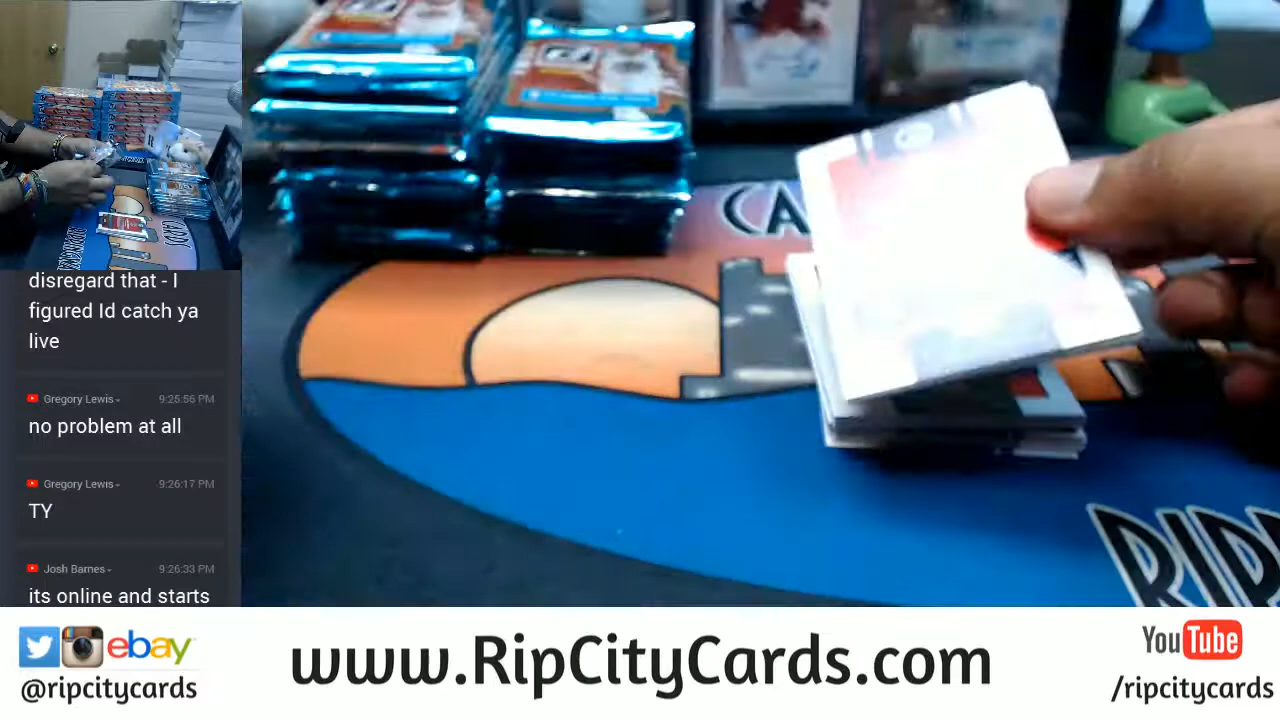 disregard that - I
figured Id catch ya
live
Gregory Lewis 9:25:56 PM
no problem at all
Gregory Lewis 9:26:17 PM
TY
Josh Barnes 9:26:33 PM
its online and starts
RIP
ebay
@ripcitycards
www.RipCityCards.com
YouTube
/ripcitycards